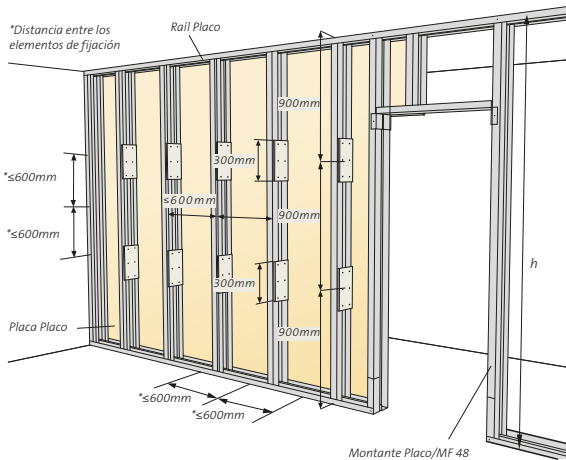 *Distancia entre los
elementos de fijación
Raíl Placo
900mm
300mm
*≤600mm
≤600mm
*≤600mm
900mm
300mm
h
Placa Placo
900mm
*≤600mm
*≤600mm
Montante Placo/MF 48